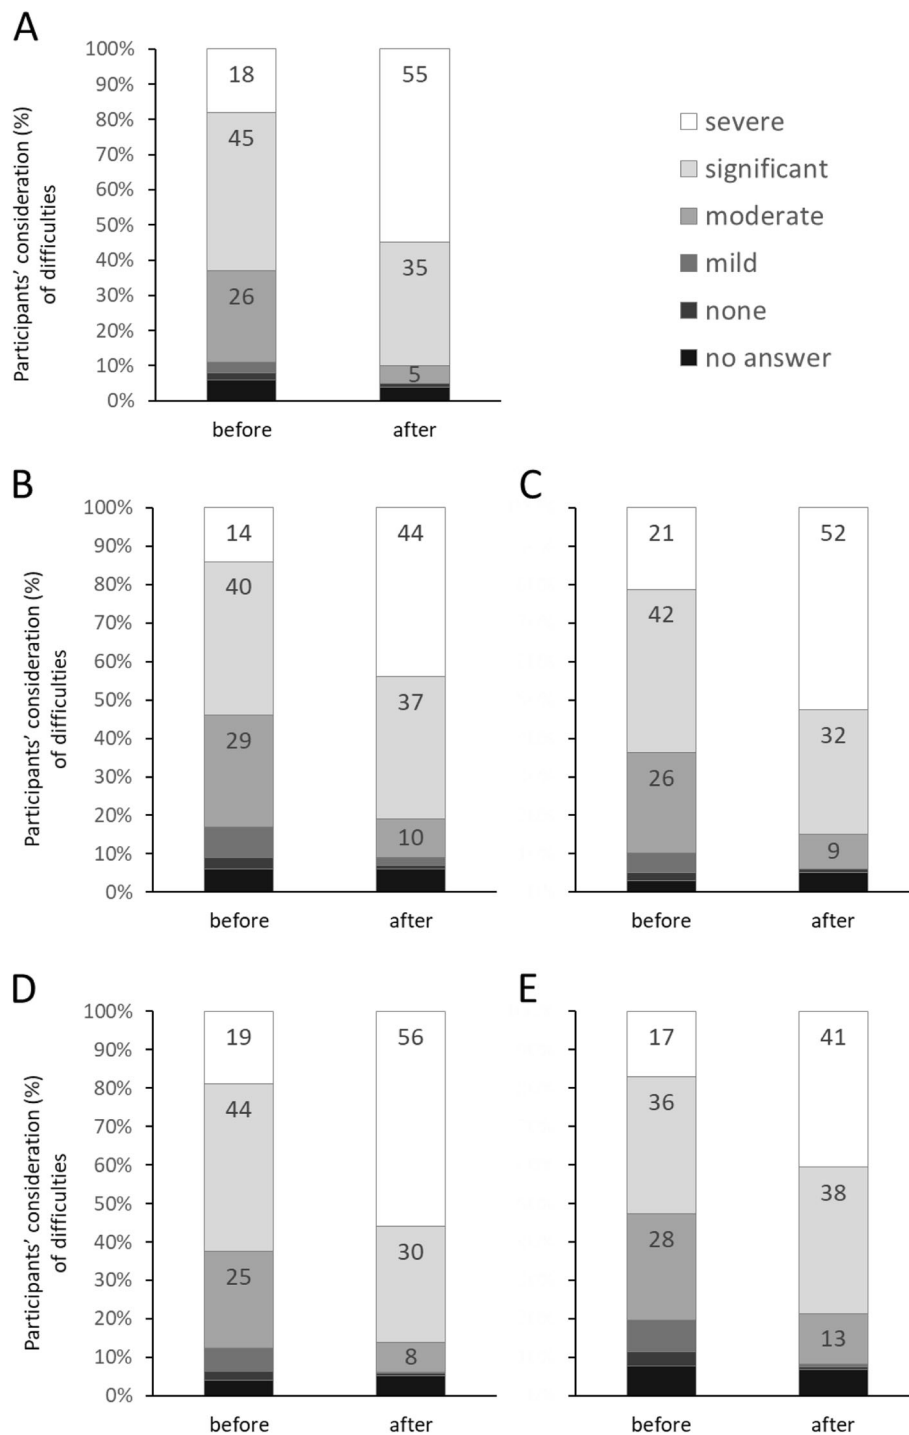 A
100%
90%
80%
70%
60%
50%
40%
30%
20%
10%
0%
Participants’ consideration (%)
of difficulties
18
45
26
55
35
5
before
after
severe
significant
moderate
mild
none
no answer
B
100%
90%
80%
70%
60%
50%
40%
30%
20%
10%
0%
Participants’ consideration (%)
of difficulties
14
40
29
44
37
10
before
after
C
21
42
26
52
32
9
before
after
D
100%
90%
80%
70%
60%
50%
40%
30%
20%
10%
0%
Participants’ consideration (%)
of difficulties
19
44
25
56
30
8
before
after
E
17
36
28
41
38
13
before
after